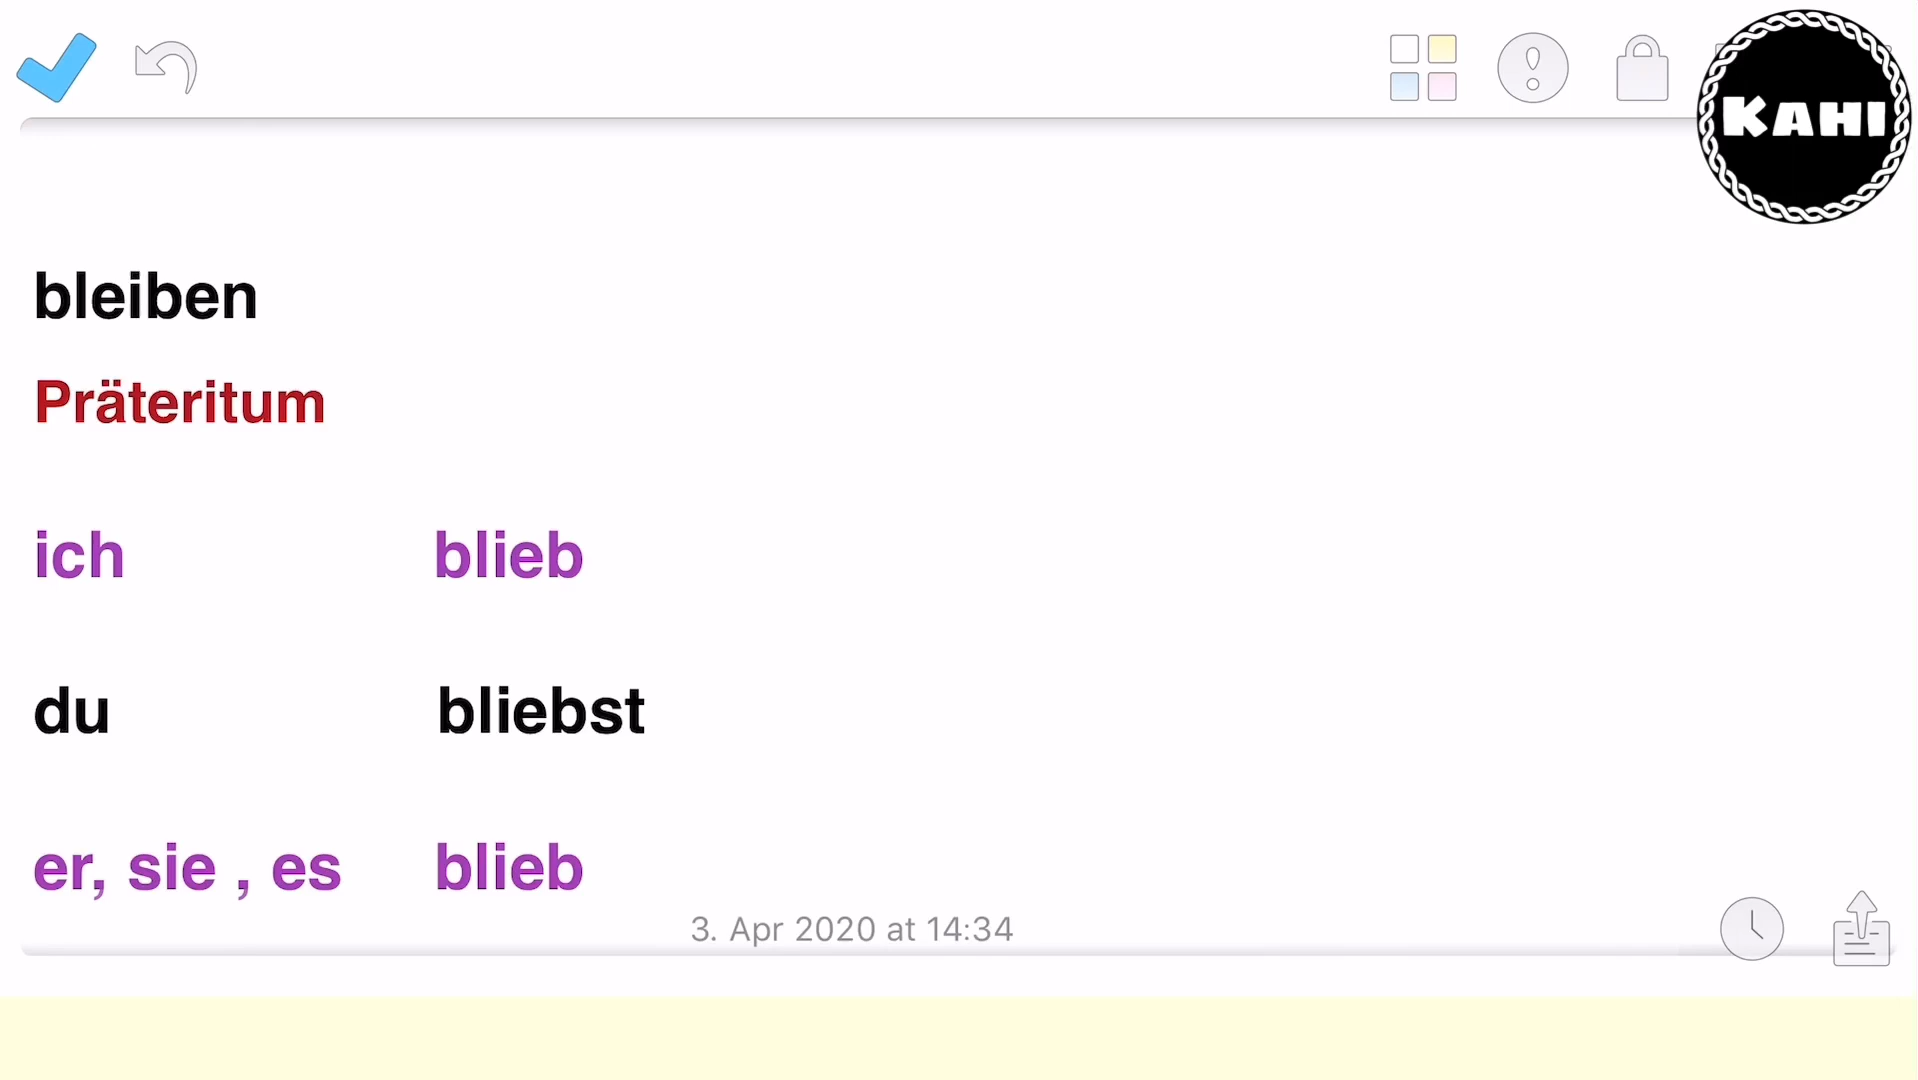 KAHI
bleiben
Präteritum
ich blieb
du bliebst
er, sie , es blieb
3. Apr 2020 at 14:34